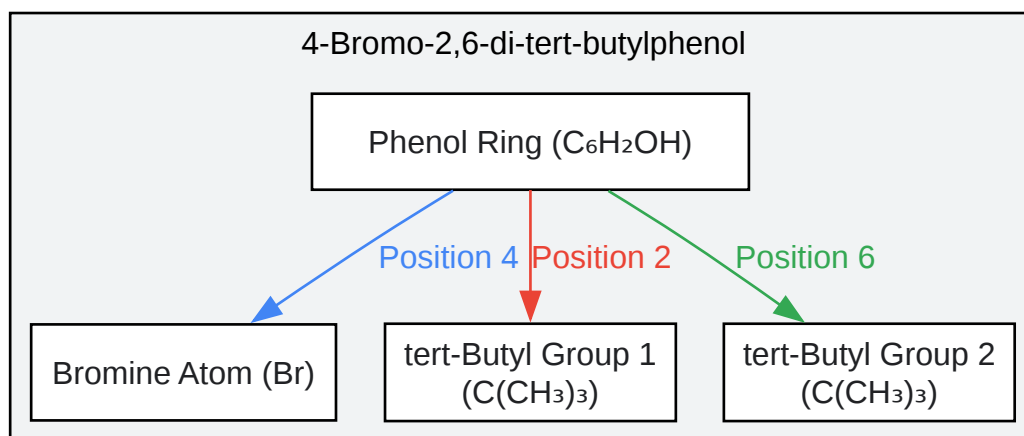 4-Bromo-2,6-di-tert-butylphenol
Phenol Ring (C₆H₂OH)
Position 4
Position 2
Position 6
Bromine Atom (Br)
tert-Butyl Group 1
(C(CH₃)₃)
tert-Butyl Group 2
(C(CH₃)₃)